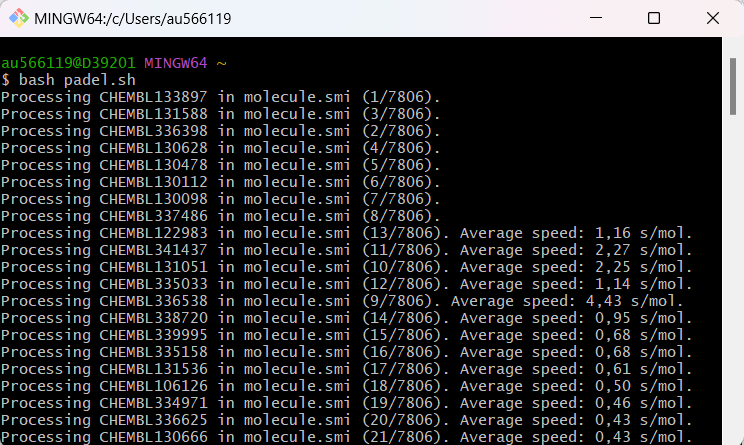 MINGW64:/c/Users/au566119
au566119@D39201 MINGW64 ~
$ bash padel.sh
Processing CHEMBL133897 in molecule.smi (1/7806).
Processing CHEMBL131588 in molecule.smi (3/7806).
Processing CHEMBL336398 in molecule.smi (2/7806).
Processing CHEMBL130628 in molecule.smi (4/7806).
Processing CHEMBL130478 in molecule.smi (5/7806).
Processing CHEMBL130112 in molecule.smi (6/7806).
Processing CHEMBL130098 in molecule.smi (7/7806).
Processing CHEMBL337486 in molecule.smi (8/7806).
Processing CHEMBL122983 in molecule.smi (13/7806). Average speed: 1,16 s/mol.
Processing CHEMBL341437 in molecule.smi (11/7806). Average speed: 2,27 s/mol.
Processing CHEMBL131051 in molecule.smi (10/7806). Average speed: 2,25 s/mol.
Processing CHEMBL335033 in molecule.smi (12/7806). Average speed: 1,14 s/mol.
Processing CHEMBL336538 in molecule.smi (9/7806). Average speed: 4,43 s/mol.
Processing CHEMBL338720 in molecule.smi (14/7806). Average speed: 0,95 s/mol.
Processing CHEMBL339995 in molecule.smi (15/7806). Average speed: 0,68 s/mol.
Processing CHEMBL335158 in molecule.smi (16/7806). Average speed: 0,68 s/mol.
Processing CHEMBL131536 in molecule.smi (17/7806). Average speed: 0,61 s/mol.
Processing CHEMBL106126 in molecule.smi (18/7806). Average speed: 0,50 s/mol.
Processing CHEMBL334971 in molecule.smi (19/7806). Average speed: 0,46 s/mol.
Processing CHEMBL336625 in molecule.smi (20/7806). Average speed: 0,43 s/mol.
Processing CHEMBL130666 in molecule.smi (21/7806). Average speed: 0,43 s/mol.